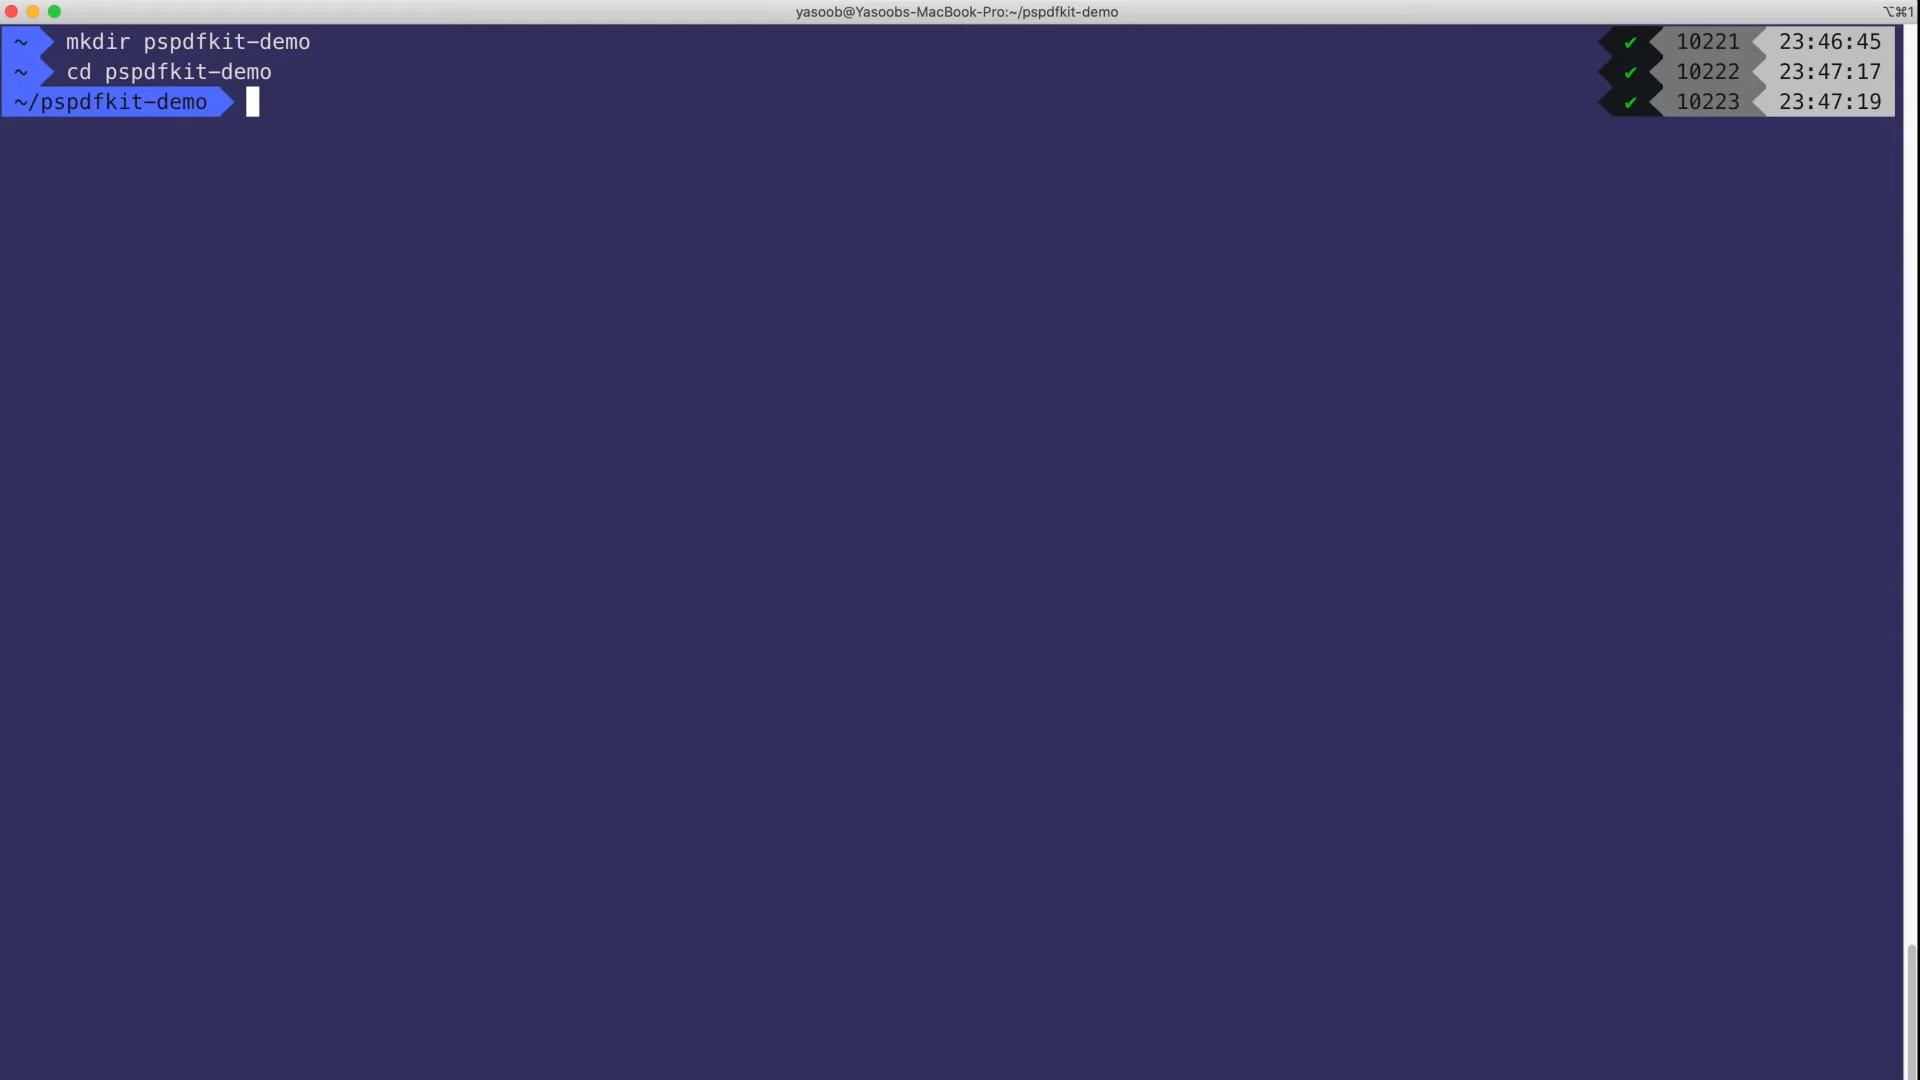 yasoob@Yasoobs-MacBook-Pro:~/pspdfkit-demo ⌥⌘1
~ mkdir pspdfkit-demo ✔ 10221 23:46:45
~ cd pspdfkit-demo ✔ 10222 23:47:17
~/pspdfkit-demo ✔ 10223 23:47:19